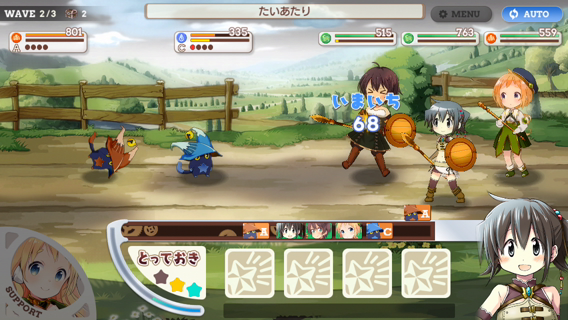 WAVE 2/3 2
たいあたり
MENU
AUTO
801
A
335
C
515
763
559
いまいち
68
A
A C
とっておき
SUPPORT